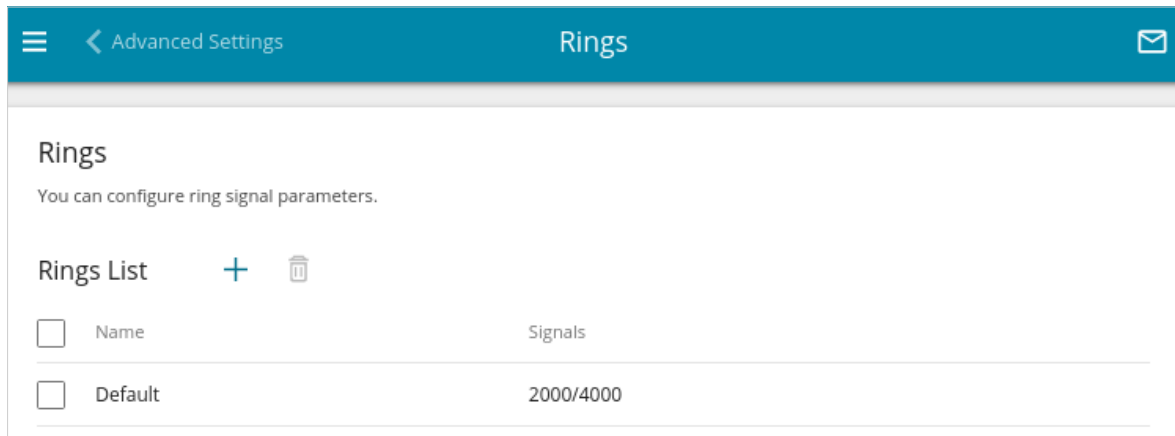 Advanced Settings Rings
Rings
You can configure ring signal parameters.
Rings List
Name Signals
Default 2000/4000